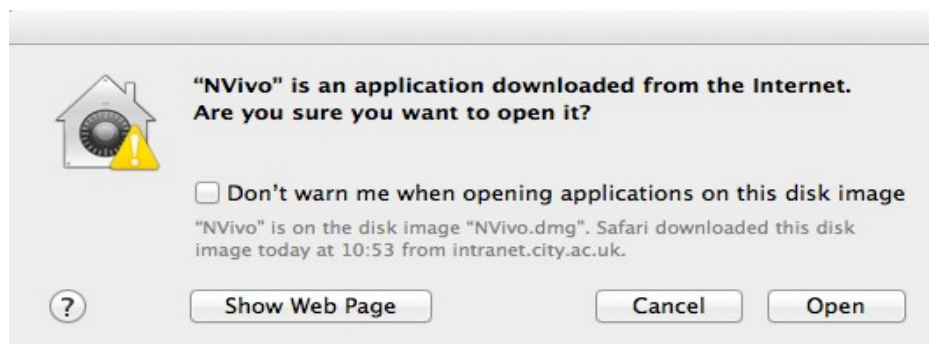 “NVivo” is an application downloaded from the Internet.
Are you sure you want to open it?
Don't warn me when opening applications on this disk image
“NVivo” is on the disk image “NVivo.dmg”. Safari downloaded this disk
image today at 10:53 from intranet.city.ac.uk.
? Show Web Page Cancel Open